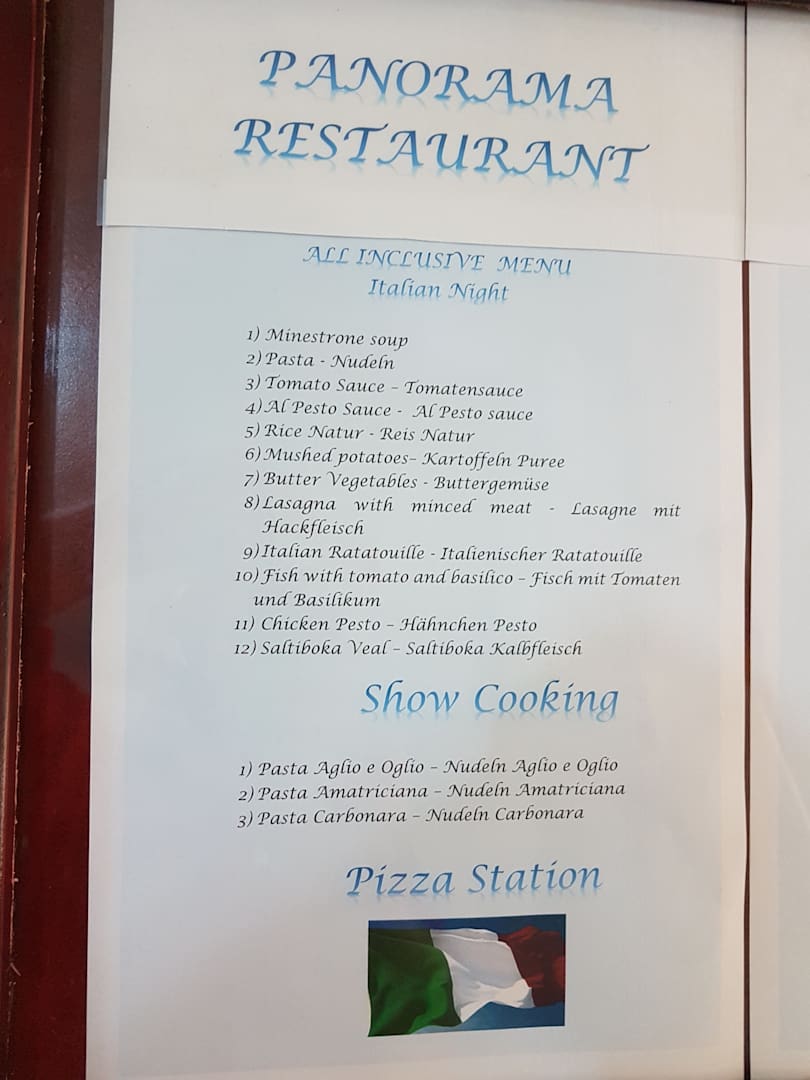 PANORAMA
RESTAURANT
ALL INCLUSIVE MENU
Italian Night
1) Minestrone soup
2) Pasta - Nudeln
3) Tomato Sauce – Tomatensauce
4) Al Pesto Sauce - Al Pesto sauce
5) Rice Natur - Reis Natur
6) Mushed potatoes– Kartoffeln Puree
7) Butter Vegetables - Buttergemüse
8) Lasagna with minced meat - Lasagne mit
Hackfleisch
9) Italian Ratatouille - Italienischer Ratatouille
10) Fish with tomato and basilico – Fisch mit Tomaten
und Basilikum
11) Chicken Pesto – Hähnchen Pesto
12) Saltiboka Veal – Saltiboka Kalbfleisch
Show Cooking
1) Pasta Aglio e Oglio – Nudeln Aglio e Oglio
2) Pasta Amatriciana – Nudeln Amatriciana
3) Pasta Carbonara – Nudeln Carbonara
Pizza Station